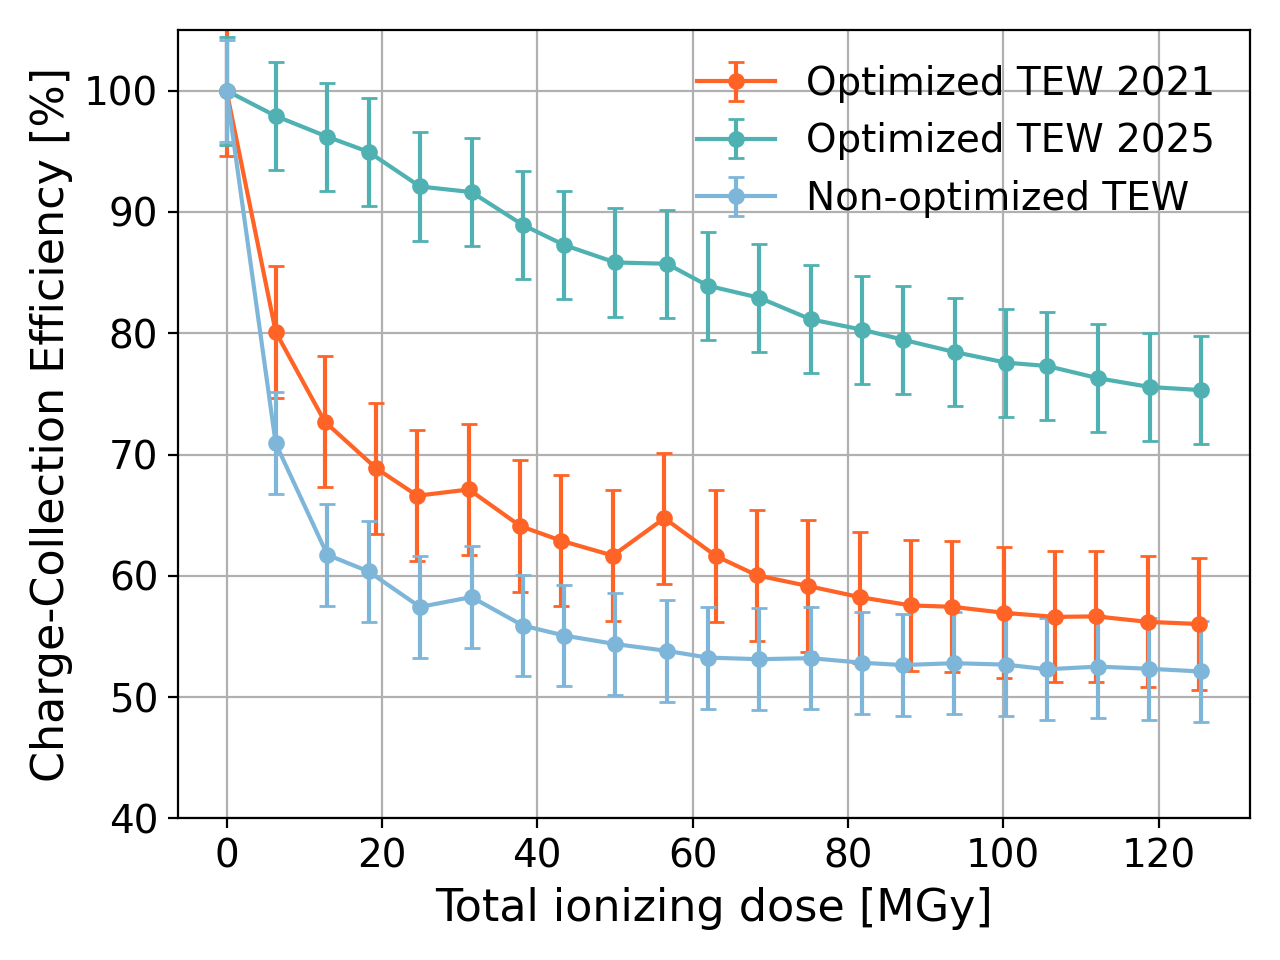 Charge-Collection Efficiency [%]
100
90
80
70
60
50
40
Optimized TEW 2021
Optimized TEW 2025
Non-optimized TEW
0 20 40 60 80 100 120
Total ionizing dose [MGy]